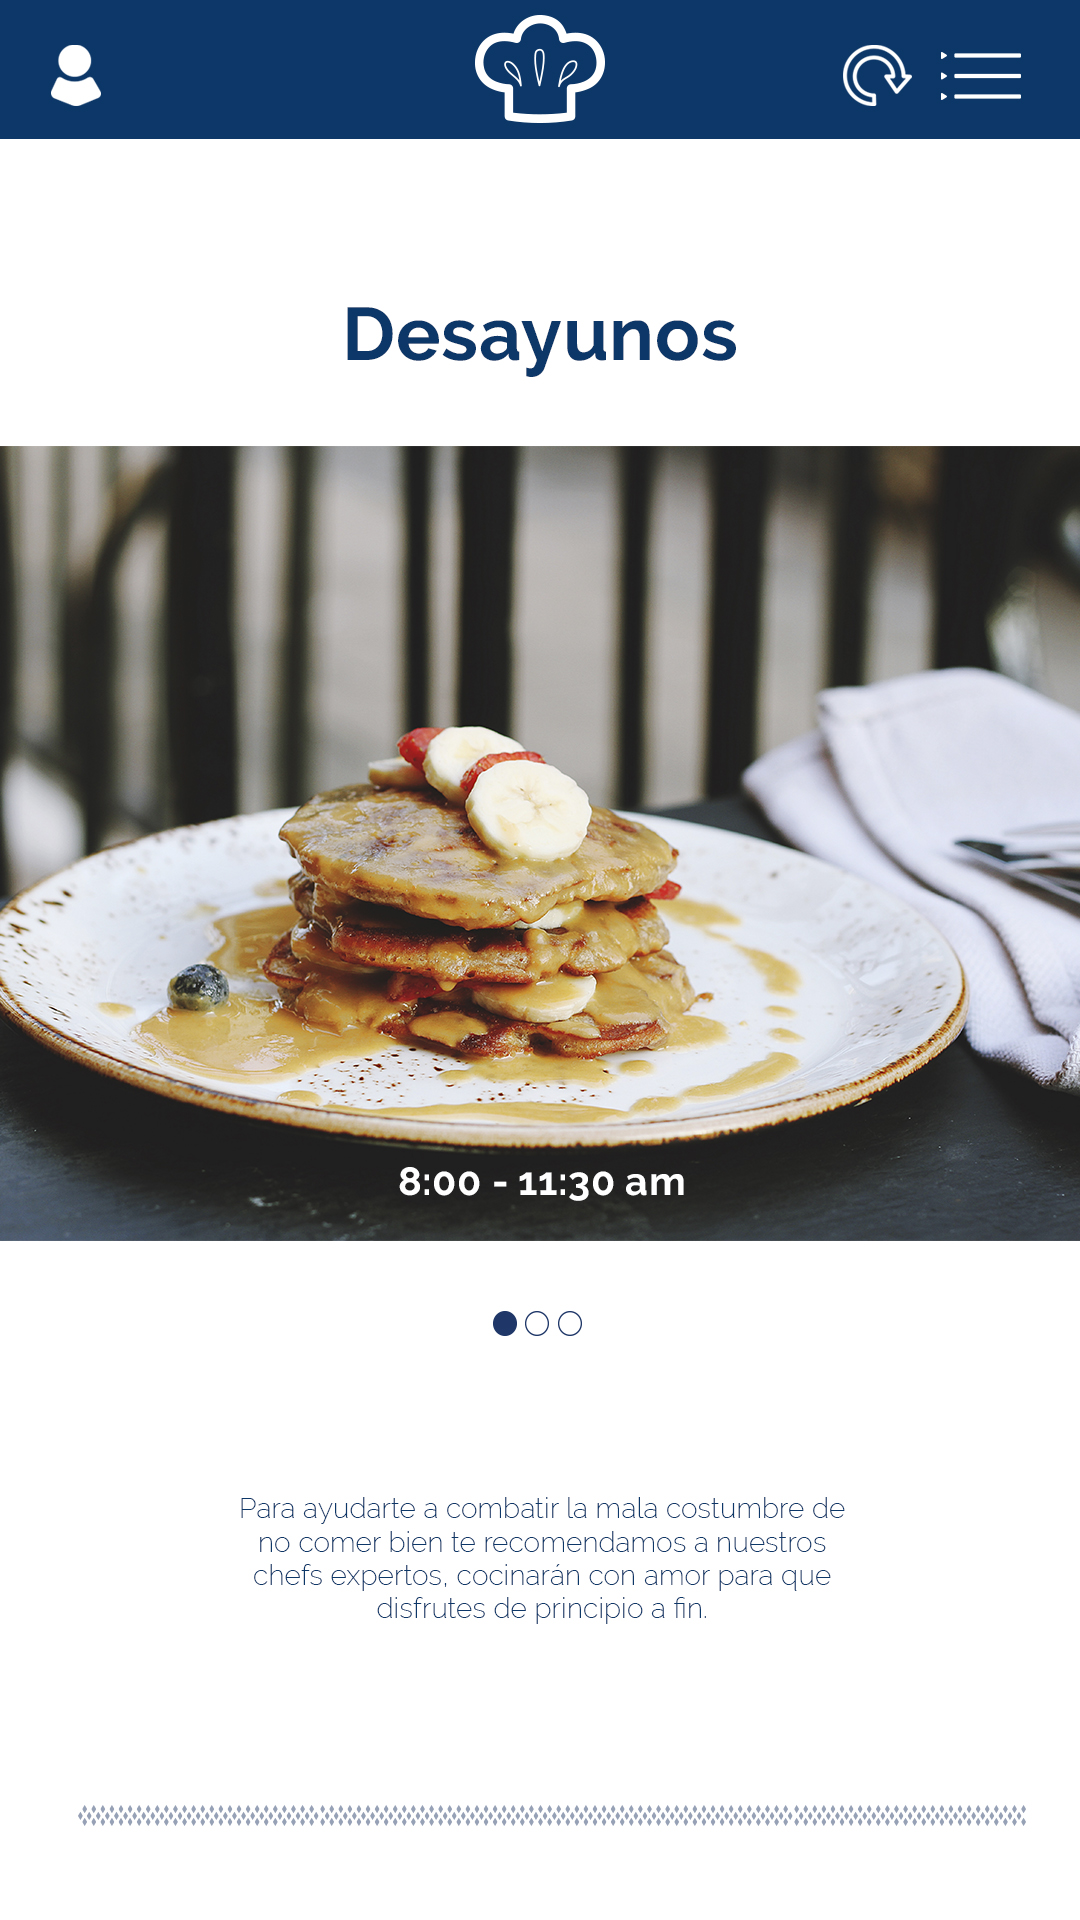 Desayunos
8:00 - 11:30 am
Para ayudarte a combatir la mala costumbre de
no comer bien te recomendamos a nuestros
chefs expertos, cocinarán con amor para que
disfrutes de principio a fin.